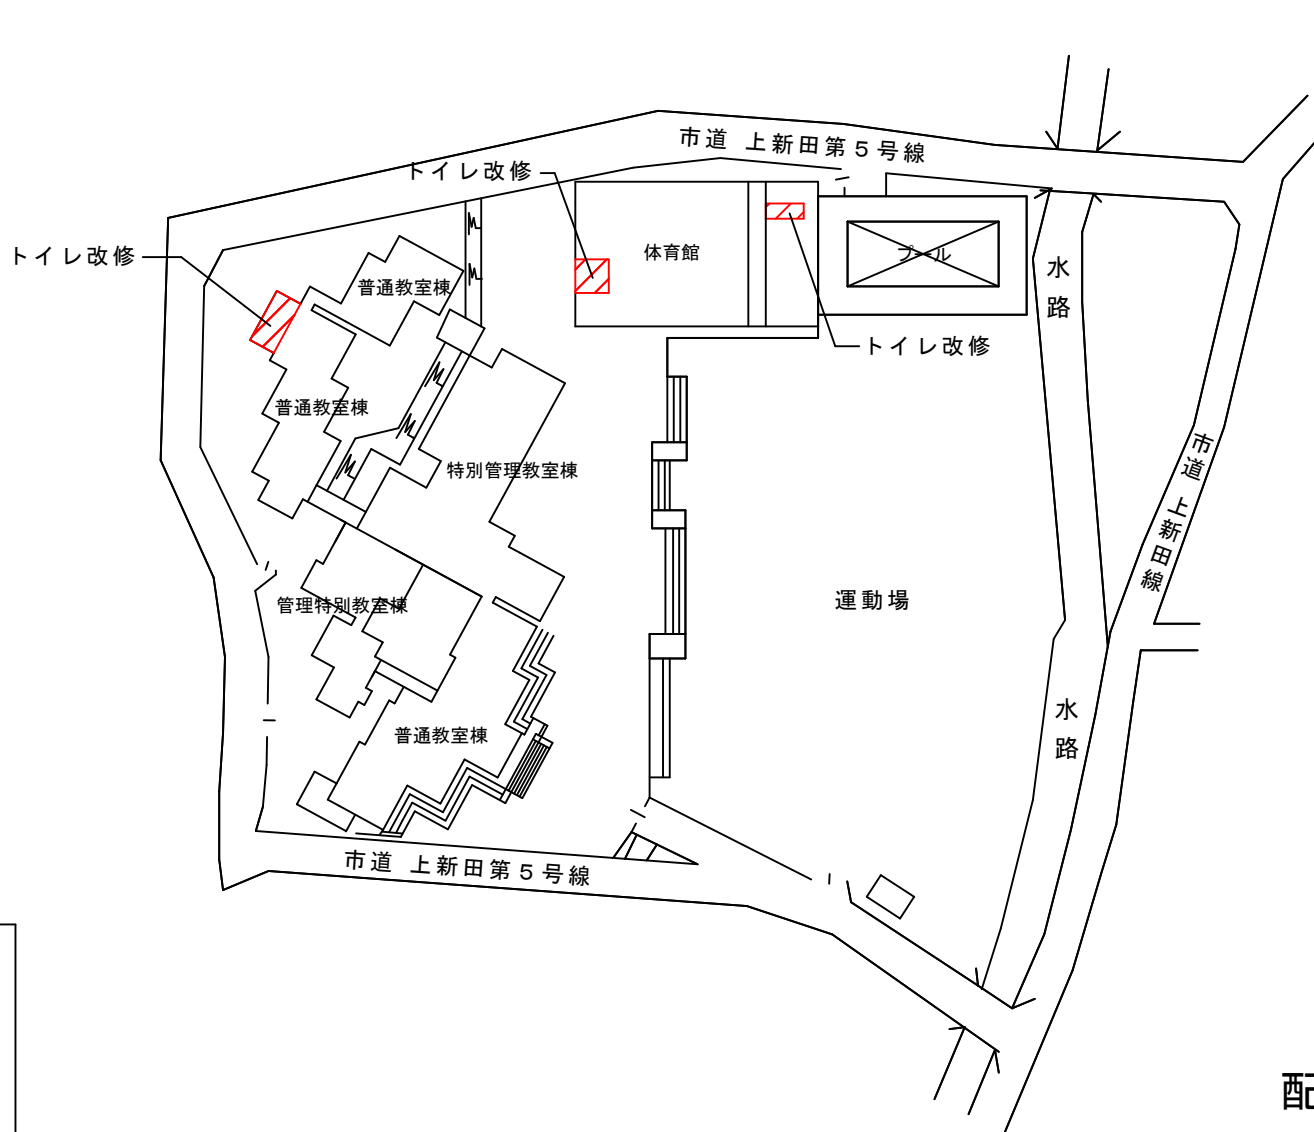 市道 上新田第５号線
トイレ改修
トイレ改修
体育館
プール
水路
普通教室棟
トイレ改修
普通教室棟
市道 上新田線
特別管理教室棟
運動場
管理特別教室棟
水路
普通教室棟
市道 上新田第５号線
配